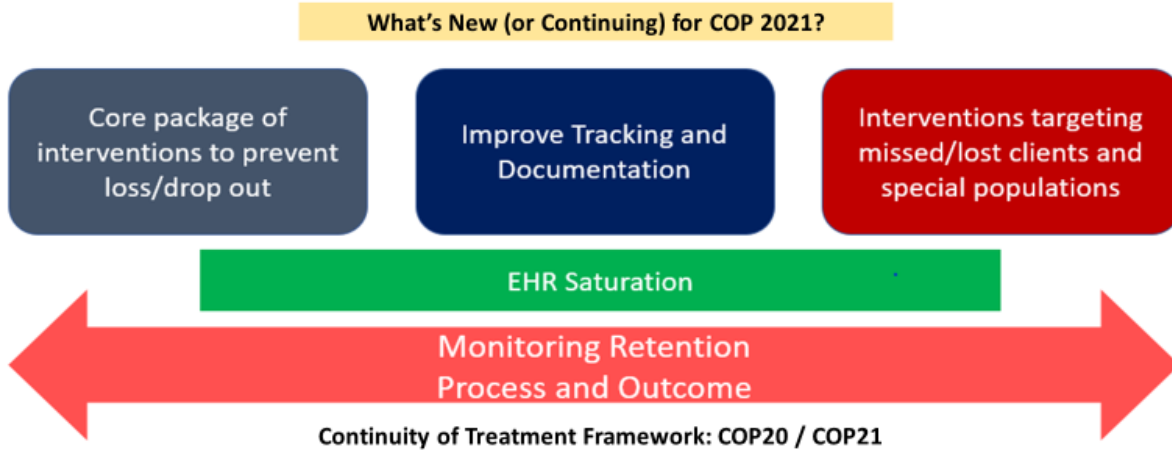 What's New (or Continuing) for COP 2021?
Core package of
interventions to prevent
loss/drop out
Improve Tracking and
Documentation
Interventions targeting
missed/lost clients and
special populations
EHR Saturation
Monitoring Retention
Process and Outcome
Continuity of Treatment Framework: COP20 / COP21